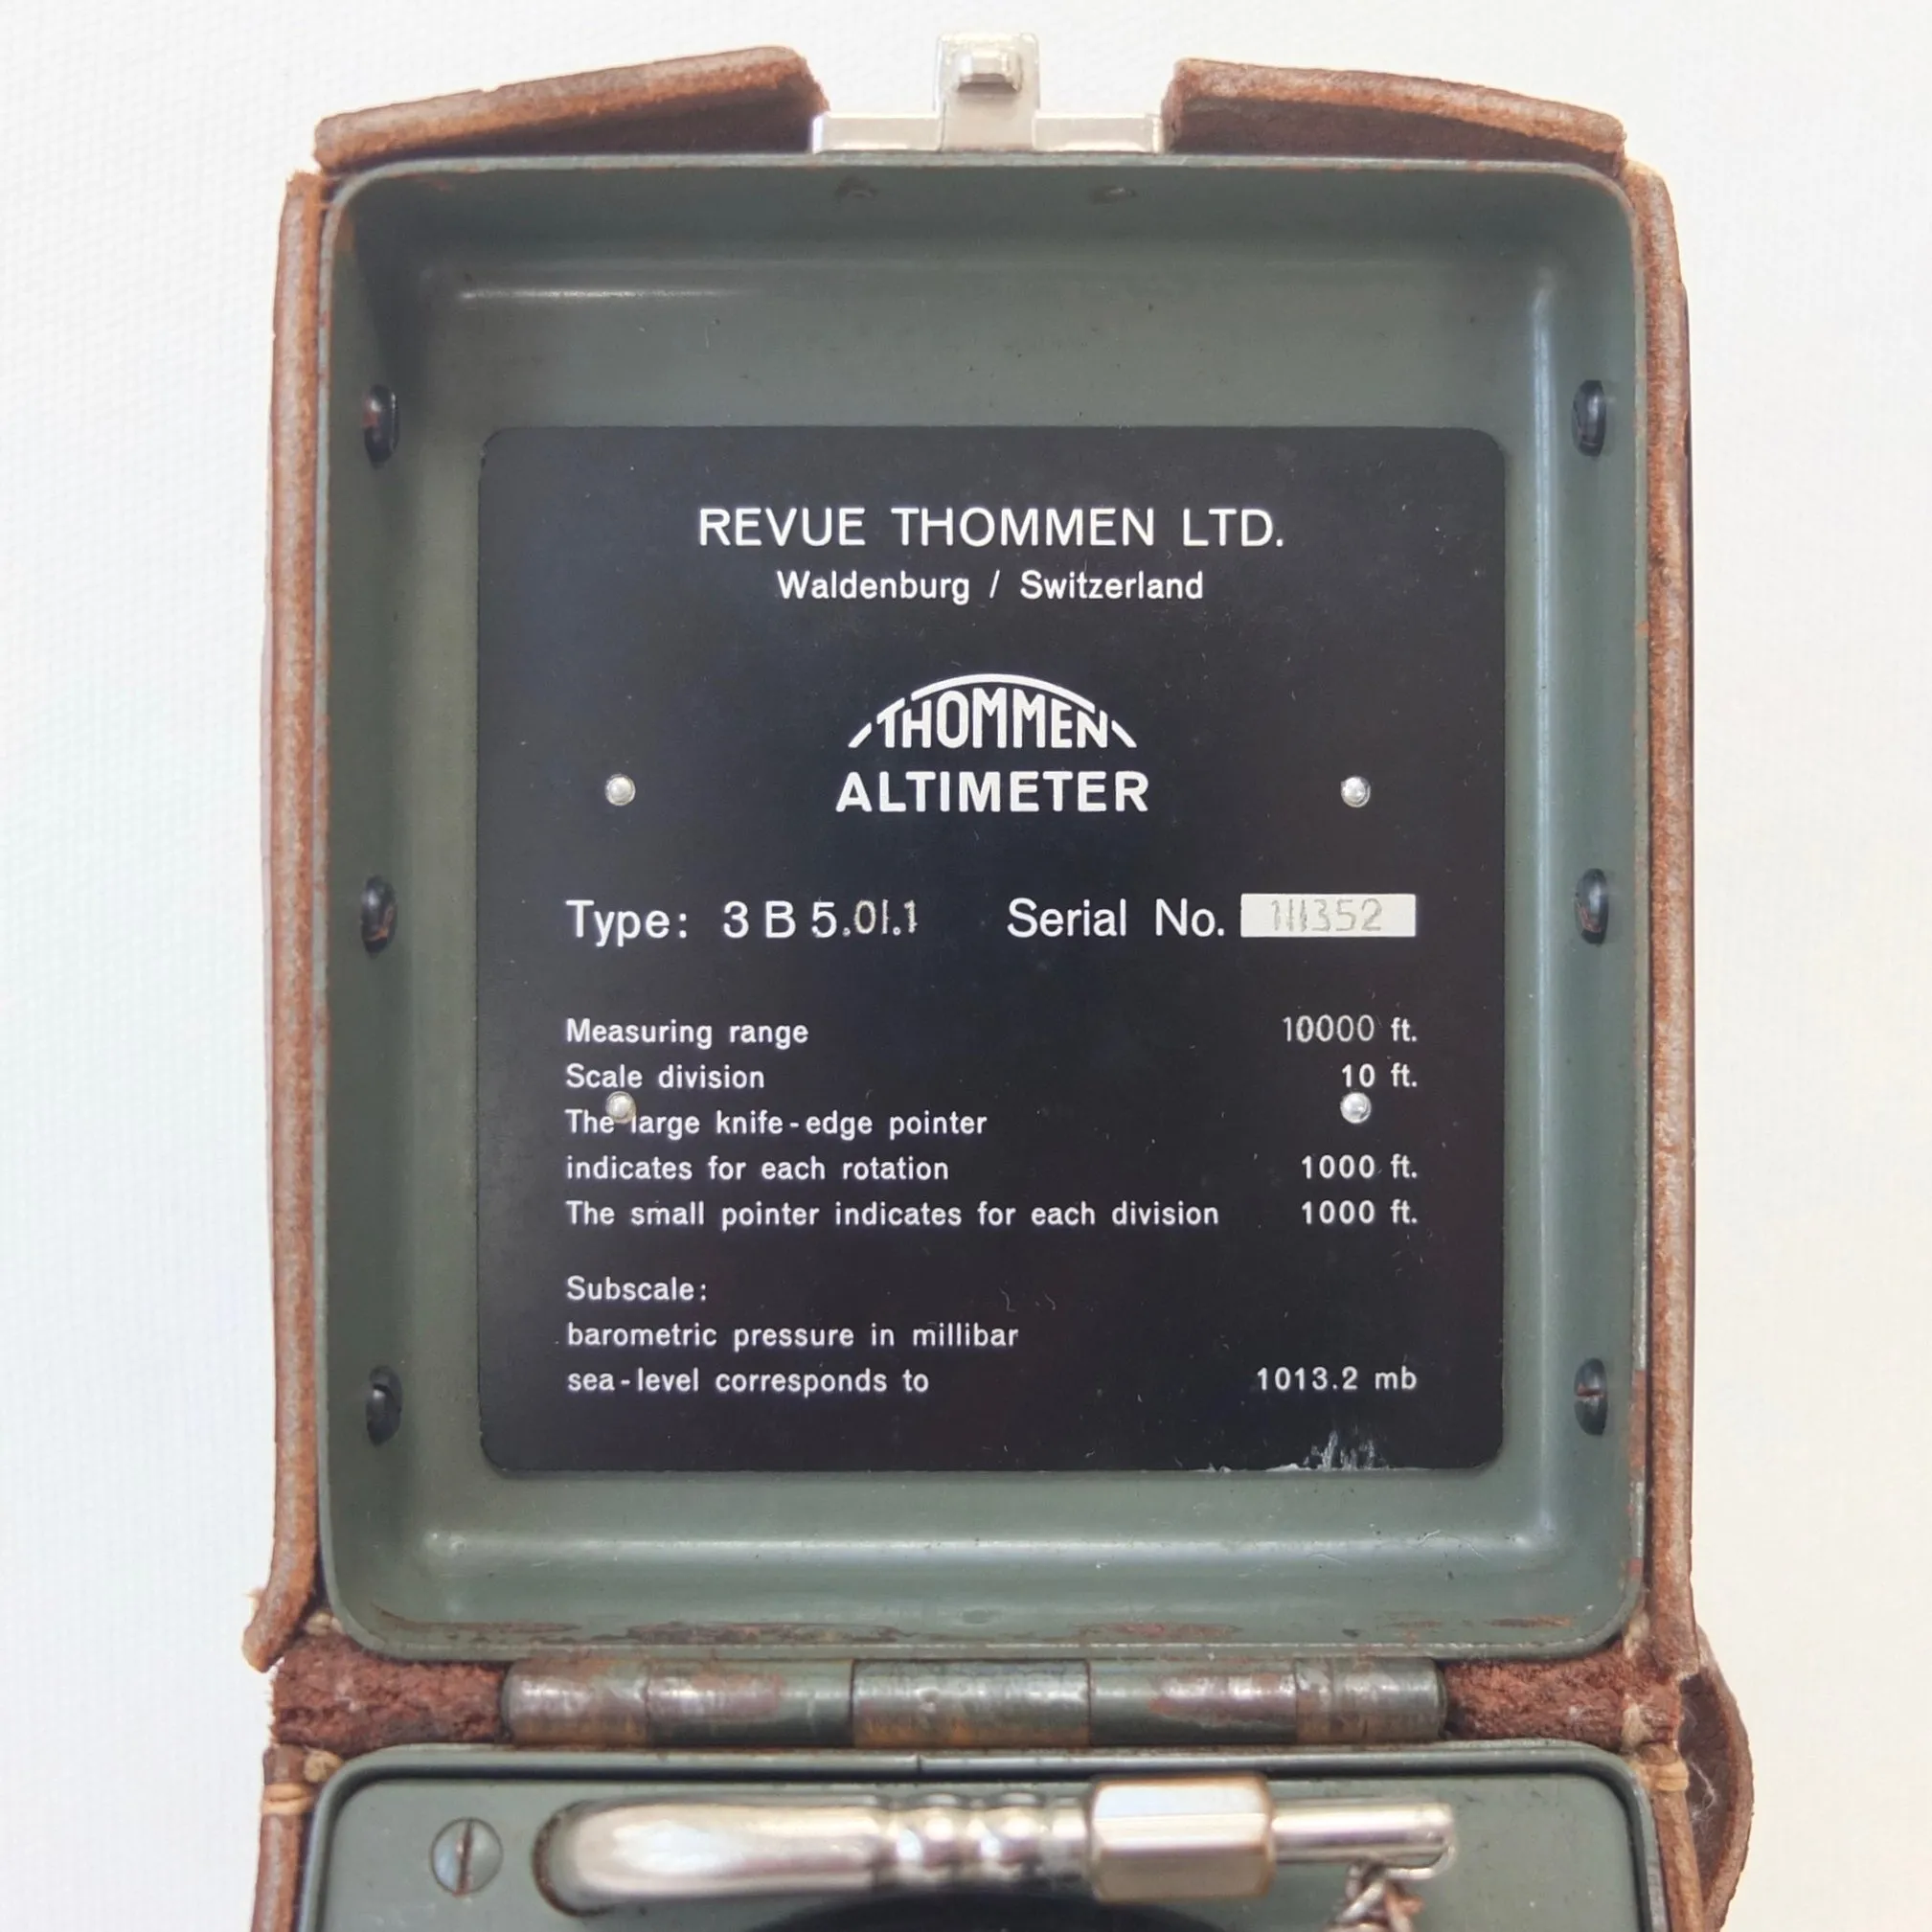 REVUE THOMMEN LTD.
Waldenburg / Switzerland
THOMMEN
ALTIMETER
Type: 3 B 5.01.1 Serial No. 111352
Measuring range 10000 ft.
Scale division 10 ft.
The large knife-edge pointer
indicates for each rotation 1000 ft.
The small pointer indicates for each division 1000 ft.
Subscale:
barometric pressure in millibar
sea-level corresponds to 1013.2 mb